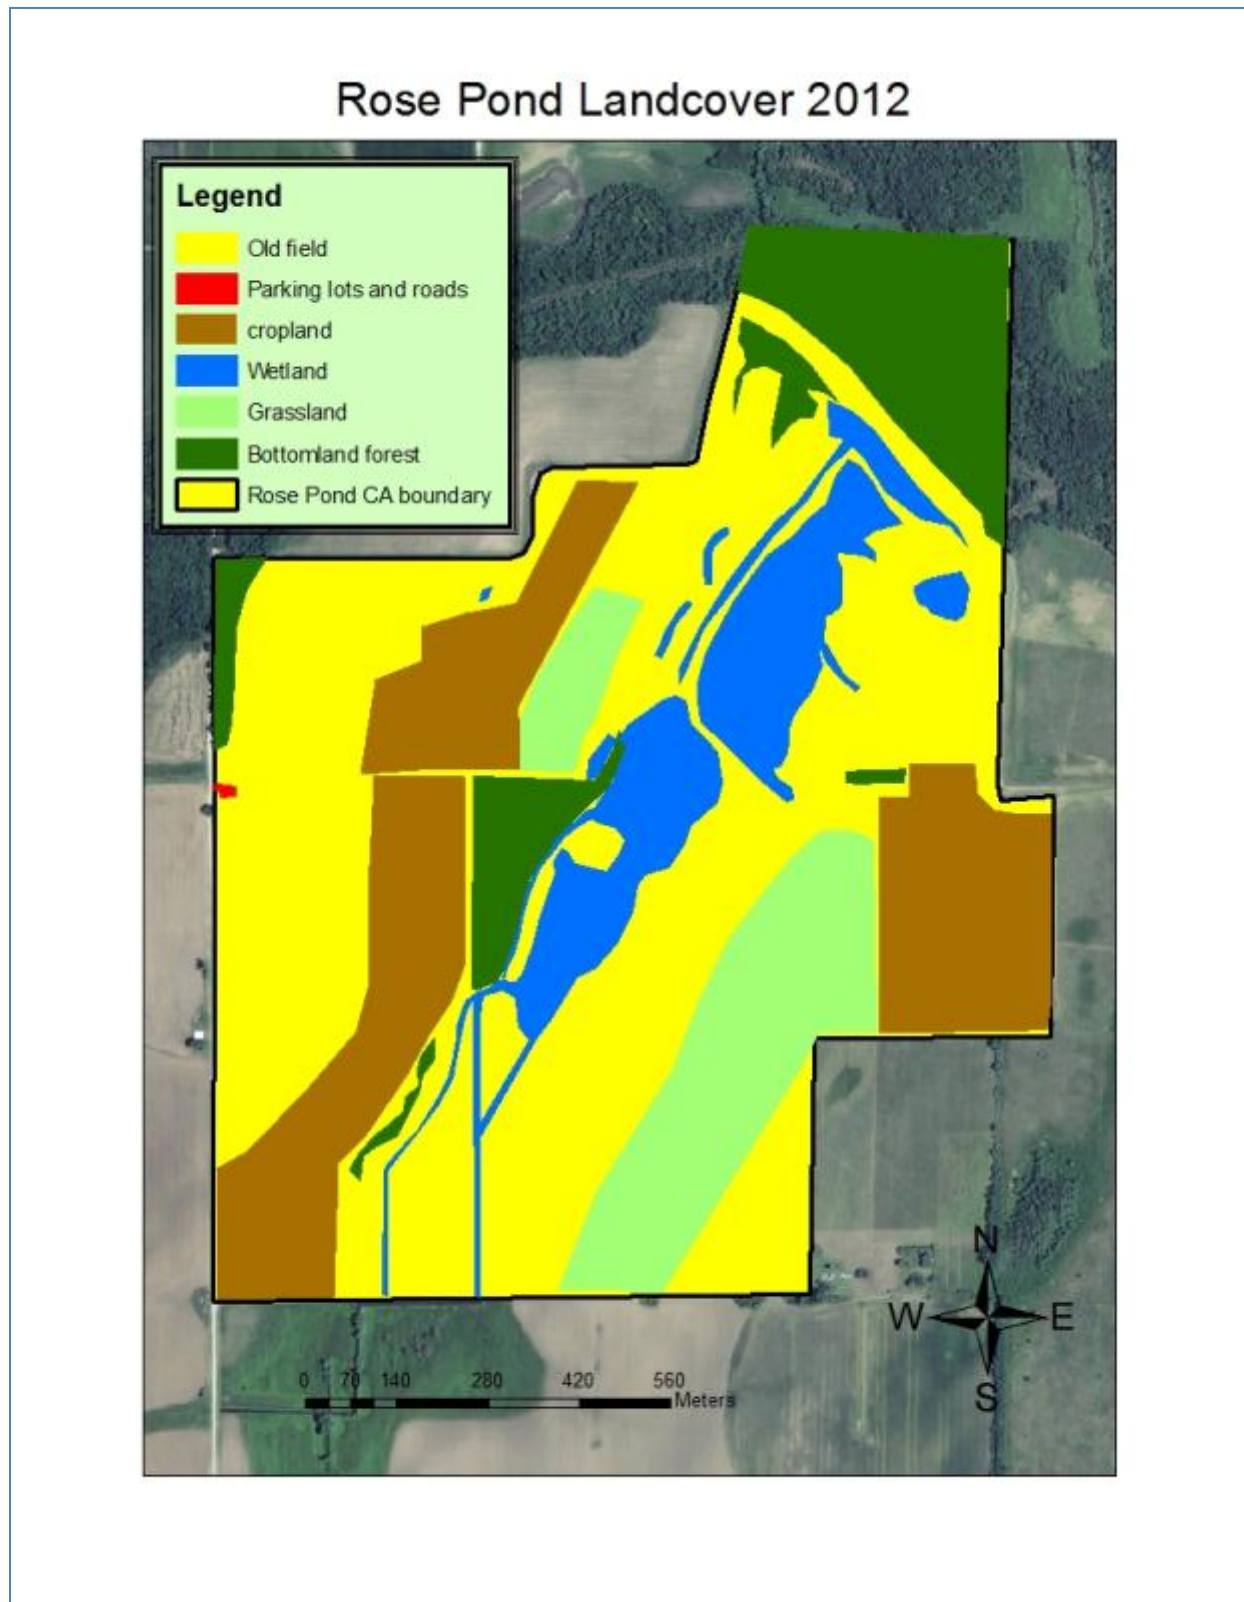 Rose Pond Landcover 2012
Legend
Old field
Parking lots and roads
cropland
Wetland
Grassland
Bottomland forest
Rose Pond CA boundary
N
W E
S
0 70 140 280 420 560
Meters